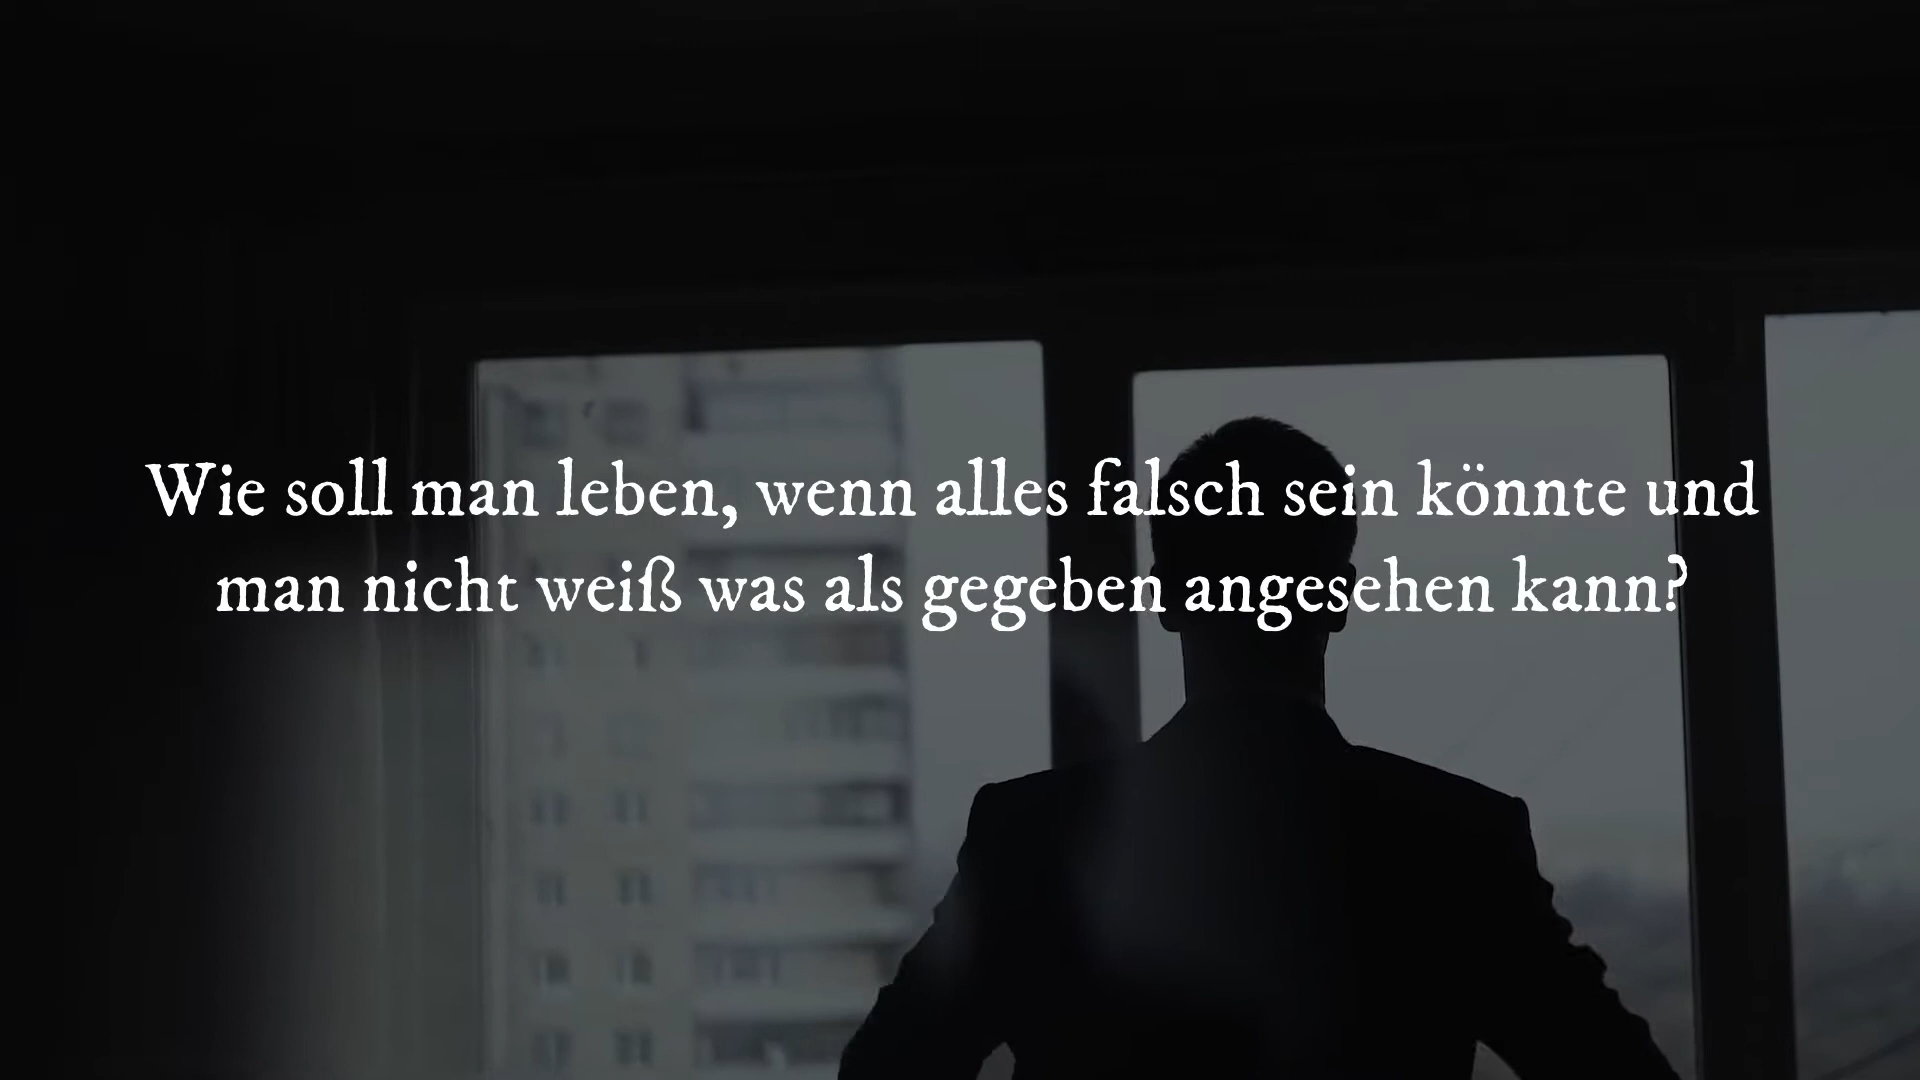 Wie soll man leben, wenn alles falsch sein könnte und
man nicht weiß was als gegeben angesehen kann?